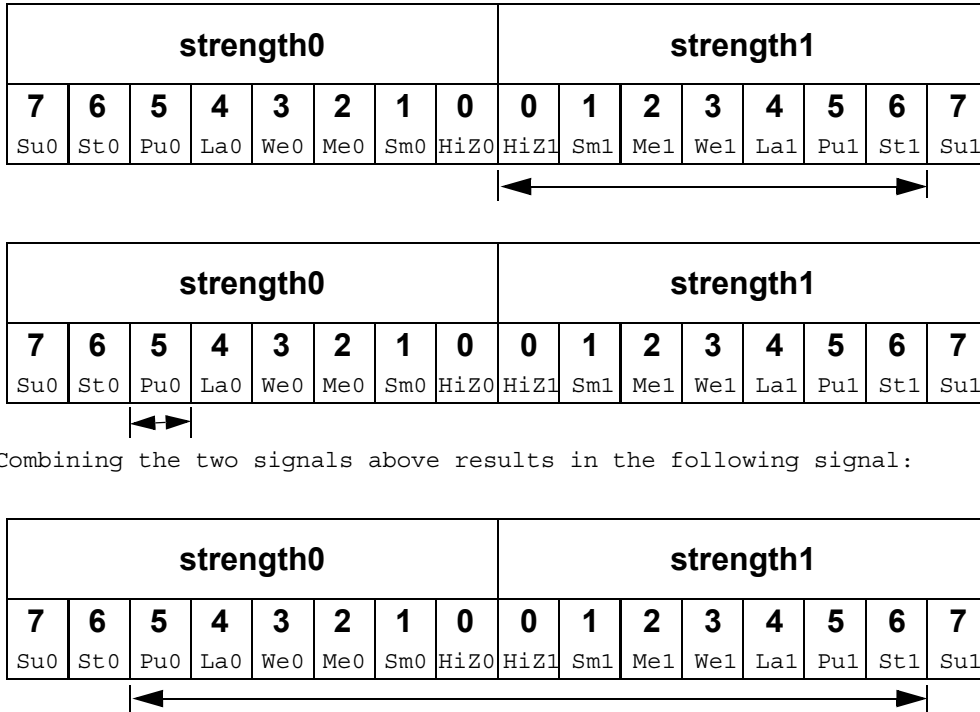 strength0 strength1
7 6 5 4 3 2 1 0 0 1 2 3 4 5 6 7
Su0 St0 Pu0 La0 We0 Me0 Sm0 HiZ0 HiZ1 Sm1 Me1 We1 La1 Pu1 St1 Su1
strength0 strength1
7 6 5 4 3 2 1 0 0 1 2 3 4 5 6 7
Su0 St0 Pu0 La0 We0 Me0 Sm0 HiZ0 HiZ1 Sm1 Me1 We1 La1 Pu1 St1 Su1
Combining the two signals above results in the following signal:
strength0 strength1
7 6 5 4 3 2 1 0 0 1 2 3 4 5 6 7
Su0 St0 Pu0 La0 We0 Me0 Sm0 HiZ0 HiZ1 Sm1 Me1 We1 La1 Pu1 St1 Su1